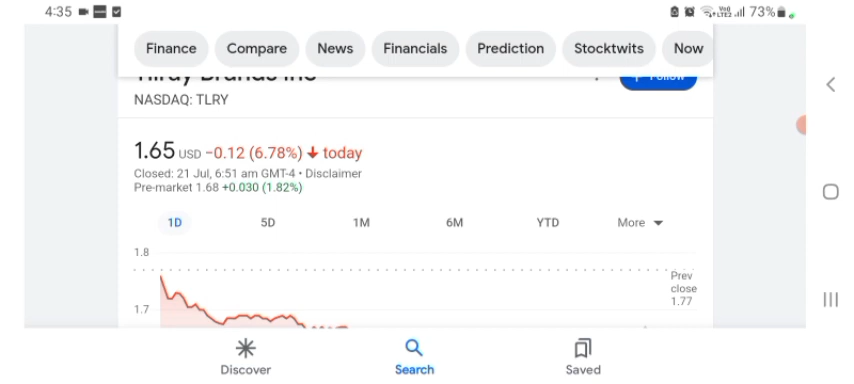 4:35
73%
Finance Compare News Financials Prediction Stocktwits Now
NASDAQ: TLRY
1.65 USD −0.12 (6.78%) today
Closed: 21 Jul, 6:51 am GMT-4 • Disclaimer
Pre-market 1.68 +0.030 (1.82%)
1D 5D 1M 6M YTD More
1.8
Prev
close
1.77
1.7
Discover Search Saved